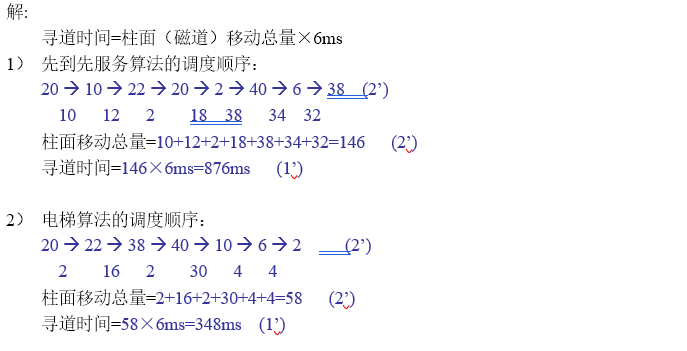 解:
寻道时间=柱面（磁道）移动总量×6ms
1） 先到先服务算法的调度顺序：
20→10→22→20→2→40→6→38 (2’)
10 12 2 18 38 34 32
柱面移动总量=10+12+2+18+38+34+32=146 (2’)
寻道时间=146×6ms=876ms (1’)
2） 电梯算法的调度顺序：
20→22→38→40→10→6→2 (2’)
2 16 2 30 4 4
柱面移动总量=2+16+2+30+4+4=58 (2’)
寻道时间=58×6ms=348ms (1’)